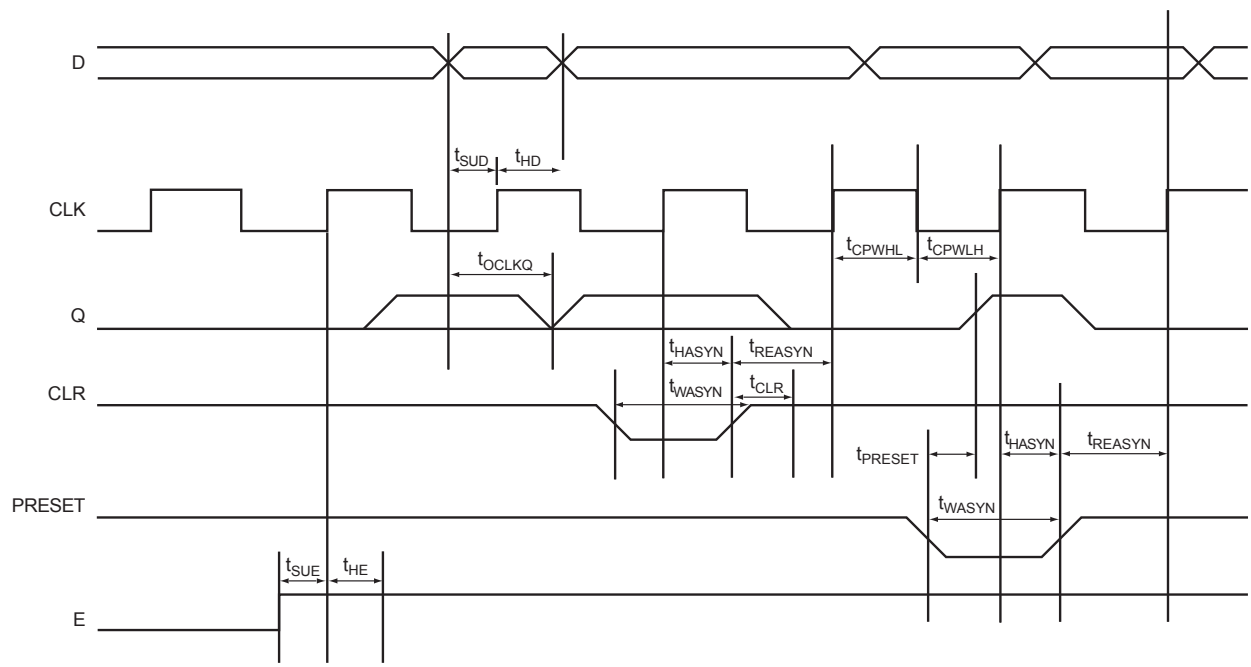 D
tSUD
tHD
CLK
tCPWHL
tCPWLH
tOCLKQ
Q
tHASYN
tREASYN
tWASYN
tCLR
CLR
tPRESET
tHASYN
tREASYN
PRESET
tWASYN
tSUE
tHE
E